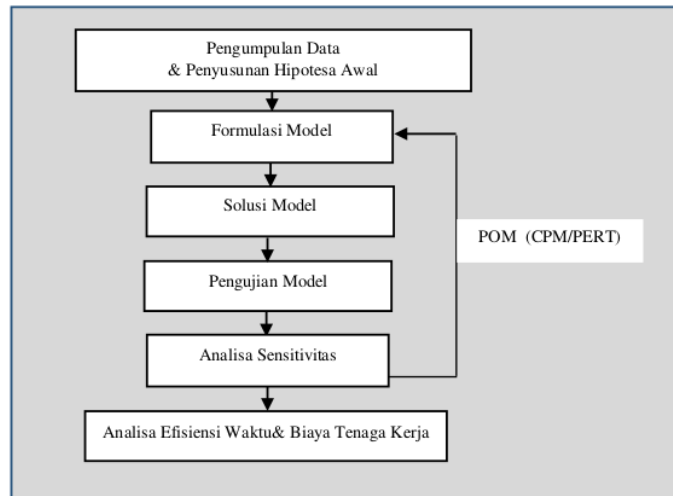 Pengumpulan Data
& Penyusunan Hipotesa Awal
Formulasi Model
Solusi Model
POM (CPM/PERT)
Pengujian Model
Analisa Sensitivitas
Analisa Efisiensi Waktu& Biaya Tenaga Kerja